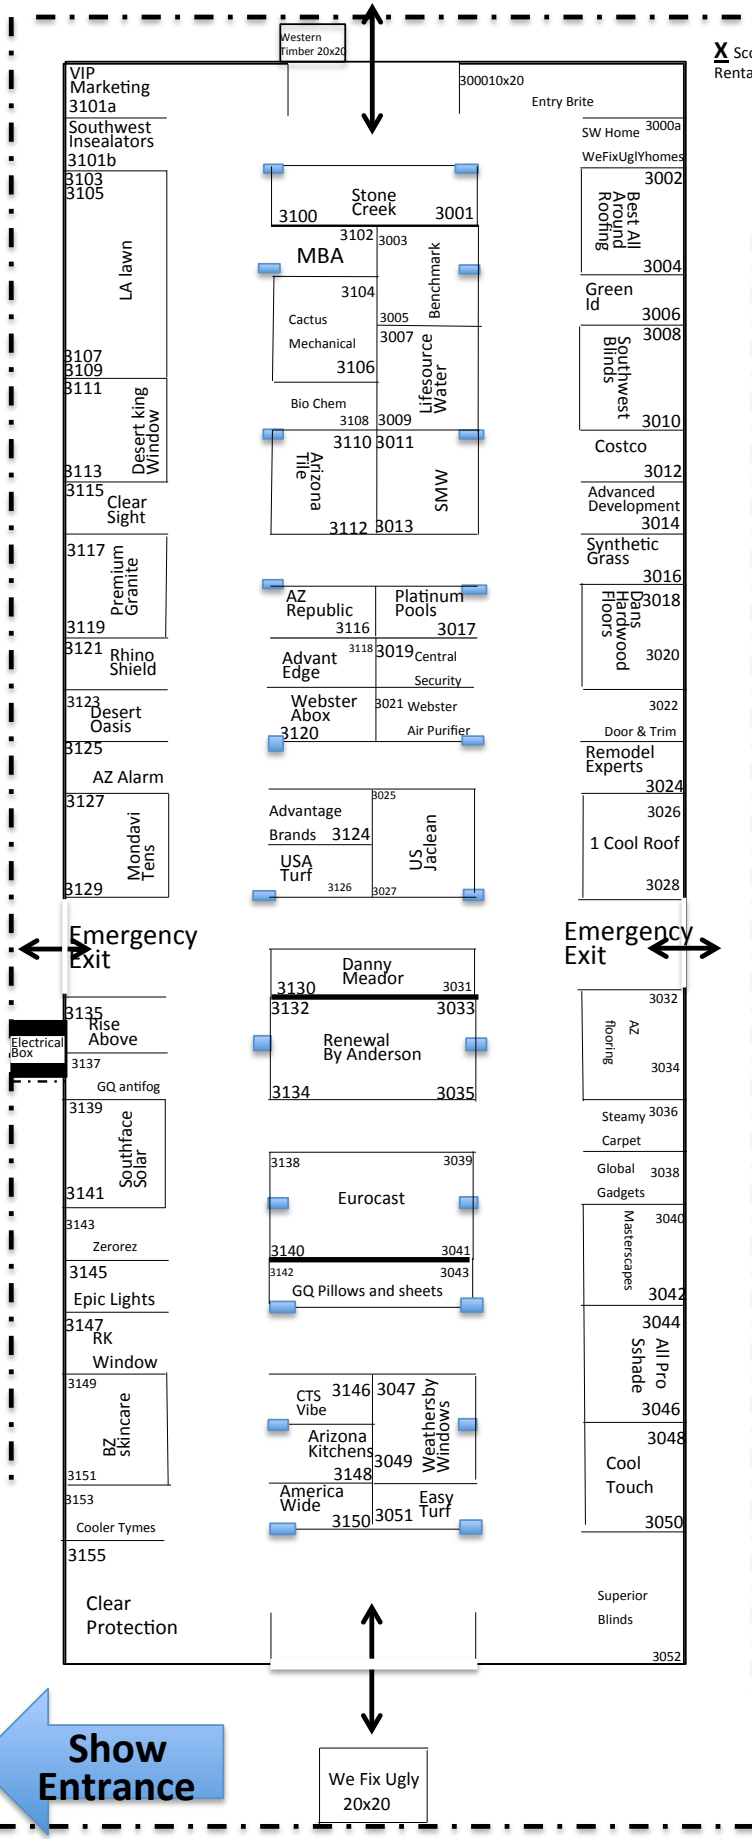 Western
Timber 20x20
X Sco
Renta
VIP
Marketing
3101a
Southwest
Insealators
3101b
3103
3105
LA lawn
3107
3109
3111
Desert king
Window
3113
3115
Clear
Sight
3117
Premium
Granite
3119
3121
Rhino
Shield
3123
Desert
Oasis
3125
AZ Alarm
3127
Mondavi
Tens
3129
Emergency
Exit
3135
Rise
Above
Electrical
Box
3137
GQ antifog
3139
Southface
Solar
3141
3143
Zerorez
3145
Epic Lights
3147
RK
Window
3149
BZ
skincare
3151
3153
Cooler Tymes
3155
Clear
Protection
Stone
Creek
3100
3001
3102
MBA
3003
Benchmark
3005
3104
Cactus
Mechanical
3106
3007
Lifesource
Water
3009
Bio Chem
3108
3110
Arizona
Tile
3112
3011
SMW
3013
AZ
Republic
3116
Platinum
Pools
3017
3118
Advant
Edge
3019 Central
Security
Webster
Abox
3120
3021 Webster
Air Purifier
Advantage
Brands 3124
3025
US
Jaclean
3027
USA
Turf
3126
Danny
Meador
3130
3031
3132
3033
Renewal
By Anderson
3134
3035
3138
3039
Eurocast
3140
3041
3142
3043
GQ Pillows and sheets
CTS
Vibe
3146
3047
Weathersby
Windows
3049
Arizona
Kitchens
3148
America
Wide
3150
3051
Easy
Turf
300010x20
Entry Brite
SW Home 3000a
WeFixUglYhomes
3002
Best All
Around
Roofing
3004
Green
Id
3006
3008
Southwest
Blinds
3010
Costco
3012
Advanced
Development
3014
Synthetic
Grass
3016
Dans
Hardwood
Floors
3018
3020
3022
Door & Trim
Remodel
Experts
3024
3026
1 Cool Roof
3028
Emergency
Exit
3032
AZ
flooring
3034
Steamy 3036
Carpet
Global 3038
Gadgets
Masterscapes
3040
3042
3044
All Pro
Sshade
3046
3048
Cool
Touch
3050
Superior
Blinds
3052
Show
Entrance
We Fix Ugly
20x20